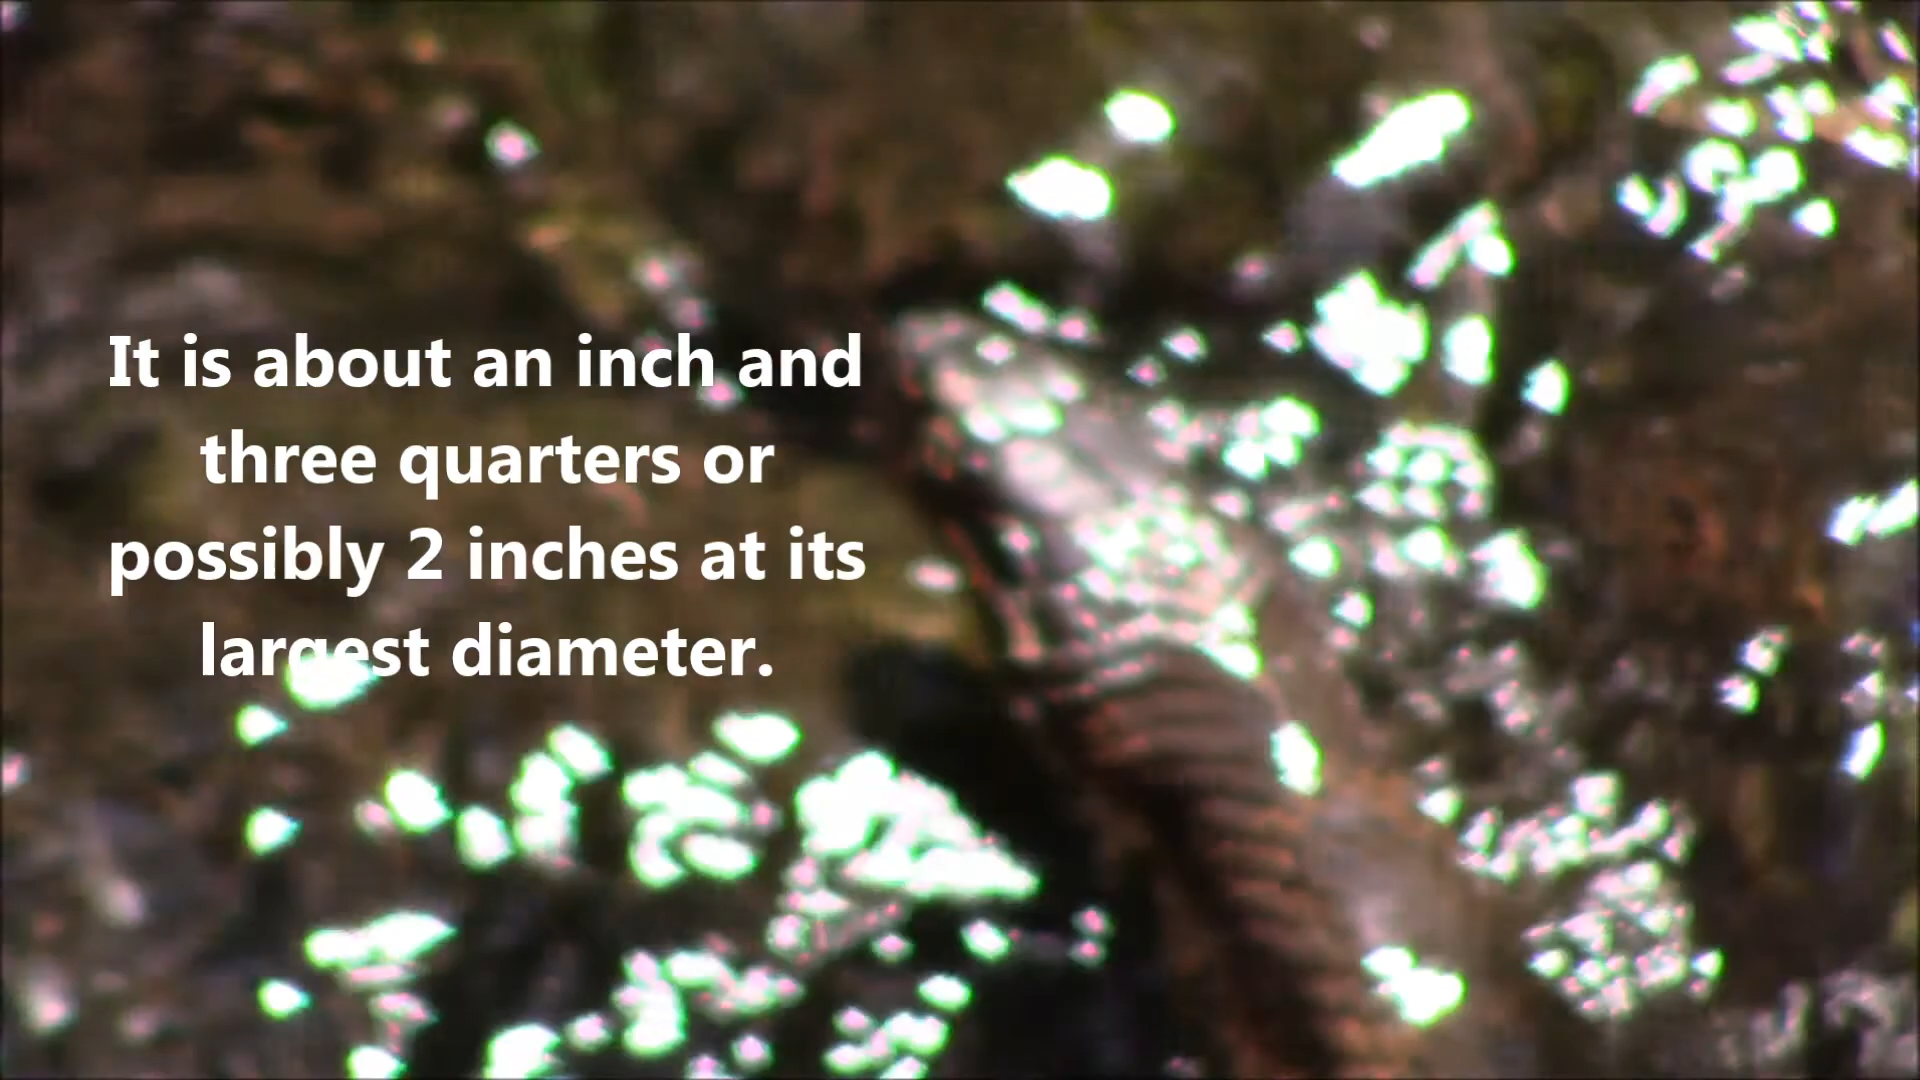 It is about an inch and
three quarters or
possibly 2 inches at its
largest diameter.